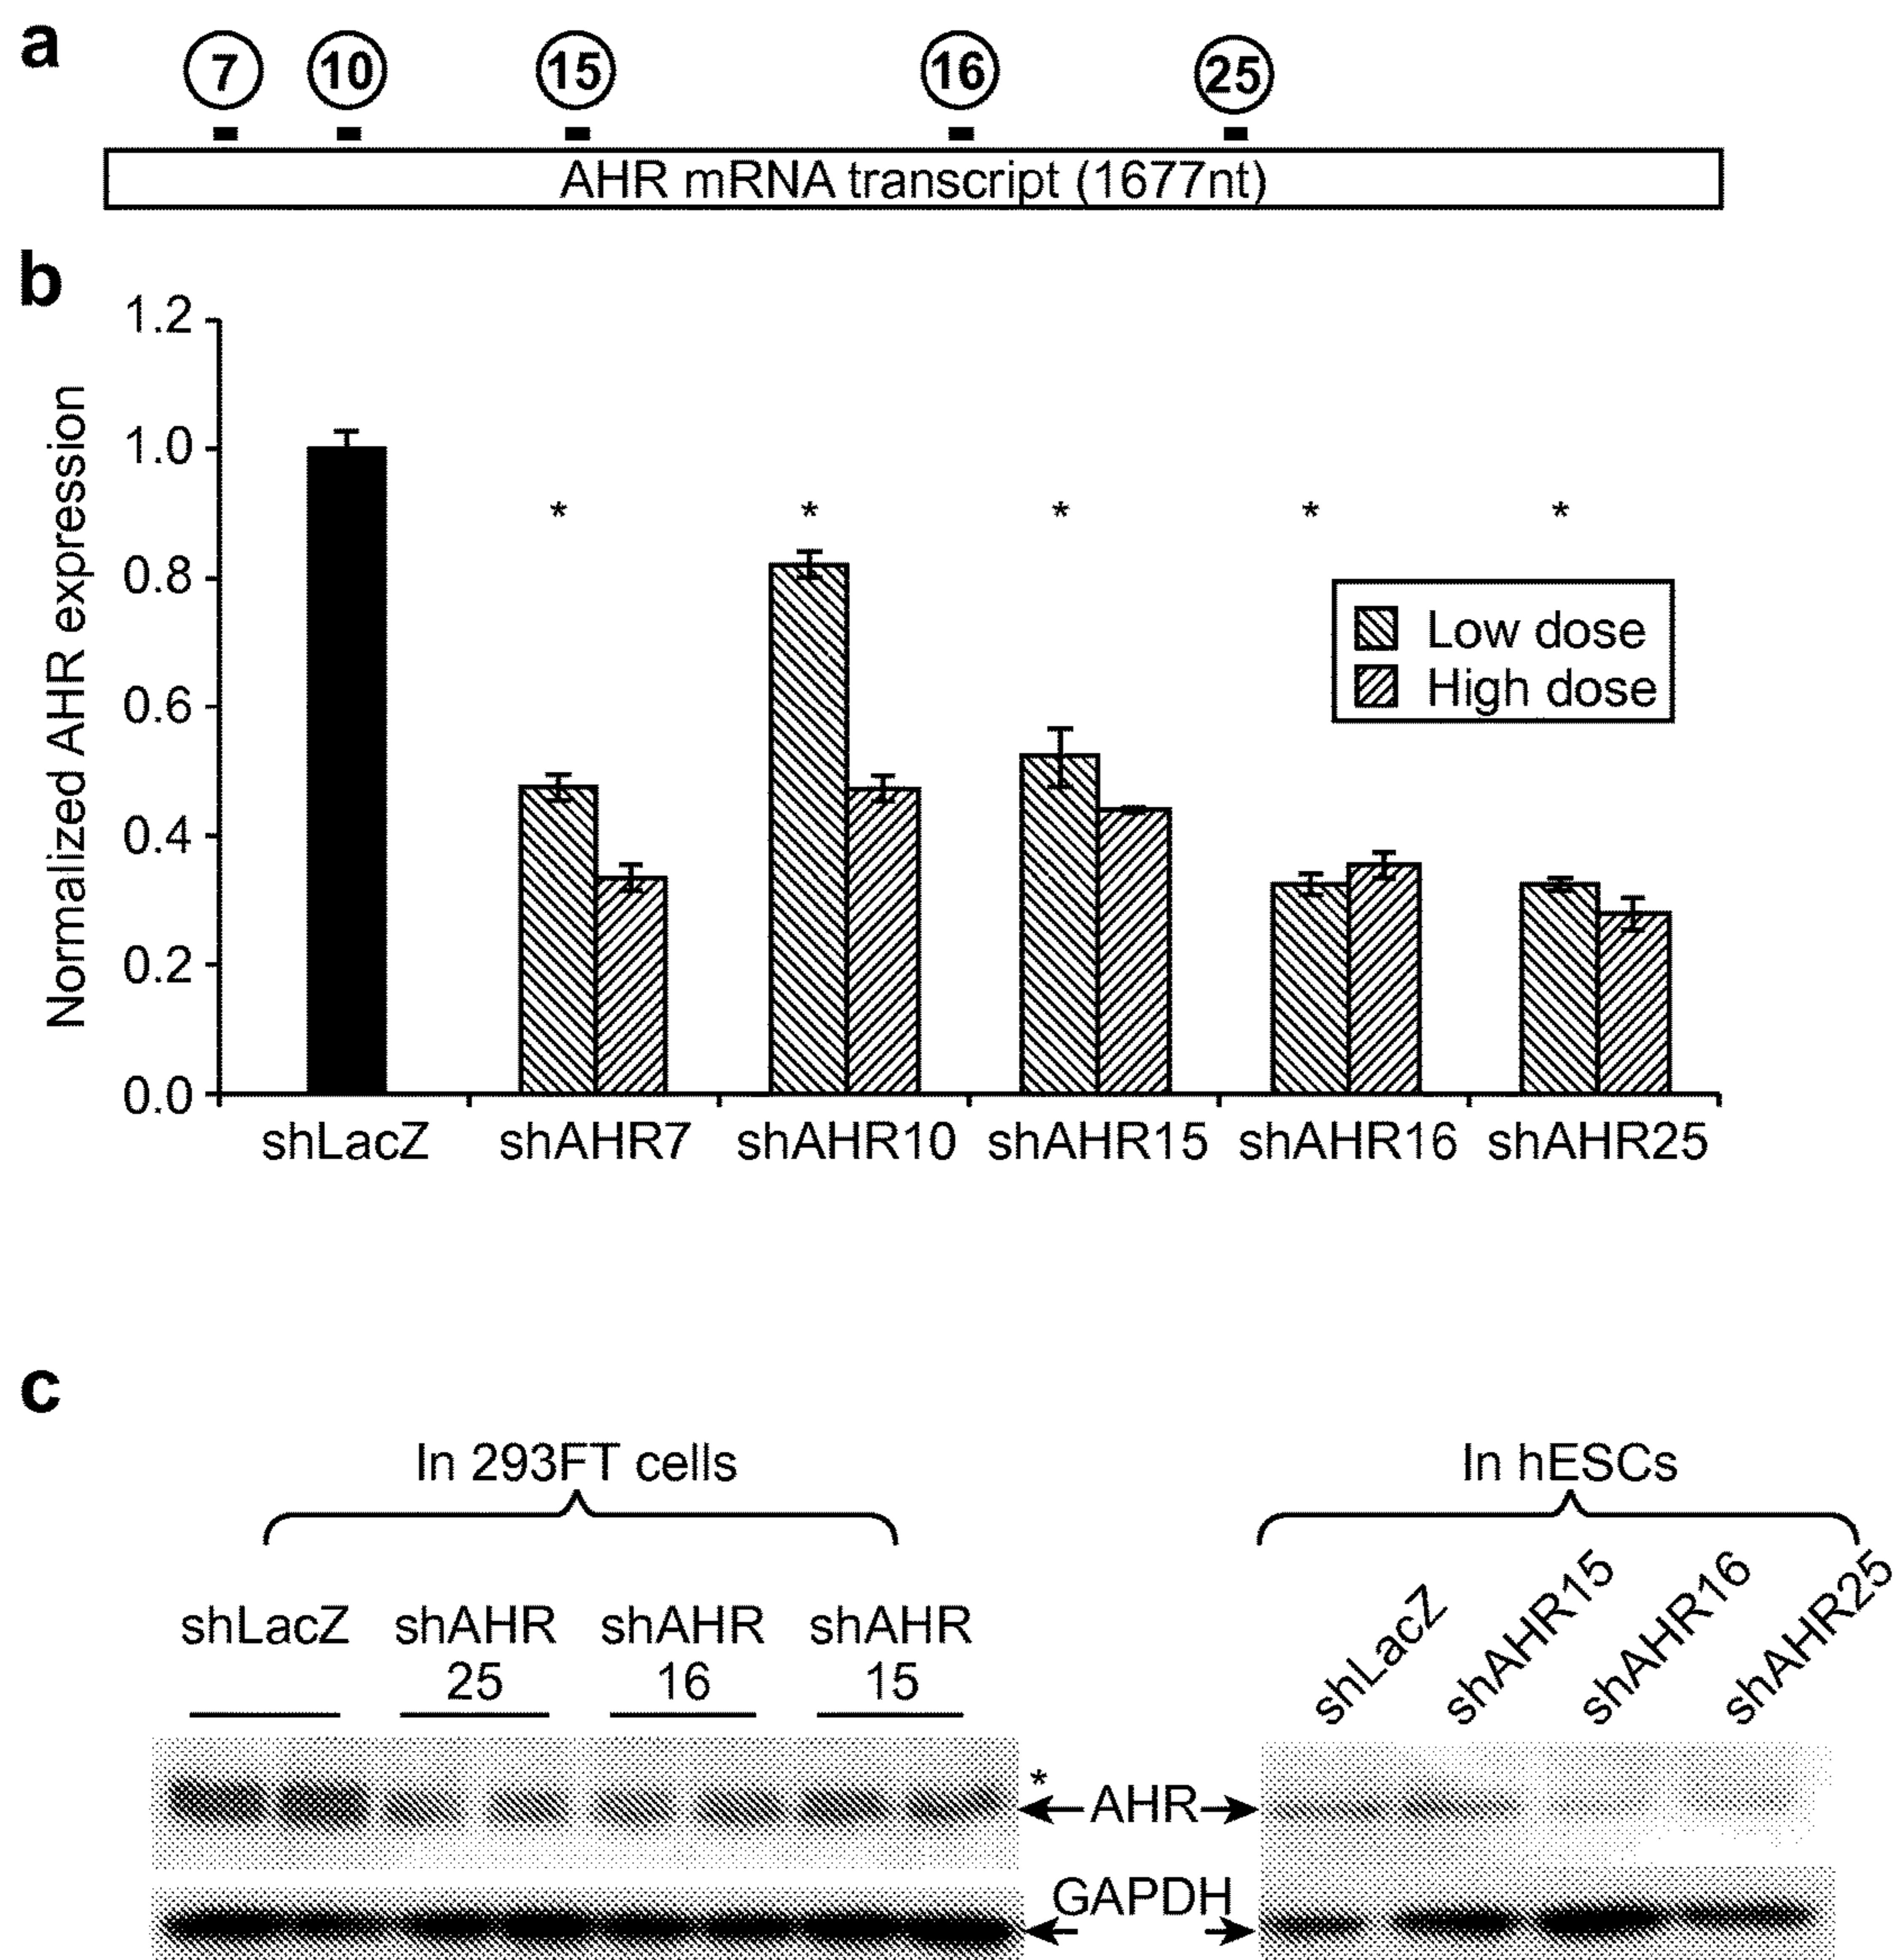 a
7 10 15 16 25
AHR mRNA transcript (1677nt)
b
Normalized AHR expression
1.2
1.0
0.8
0.6
0.4
0.2
0.0
* * * * *
Low dose
High dose
shLacZ shAHR7 shAHR10 shAHR15 shAHR16 shAHR25
c
In 293FT cells
In hESCs
shLacZ shAHR 25 shAHR 16 shAHR 15
shLacZ shAHR15 shAHR16 shAHR25
*
AHR
GAPDH